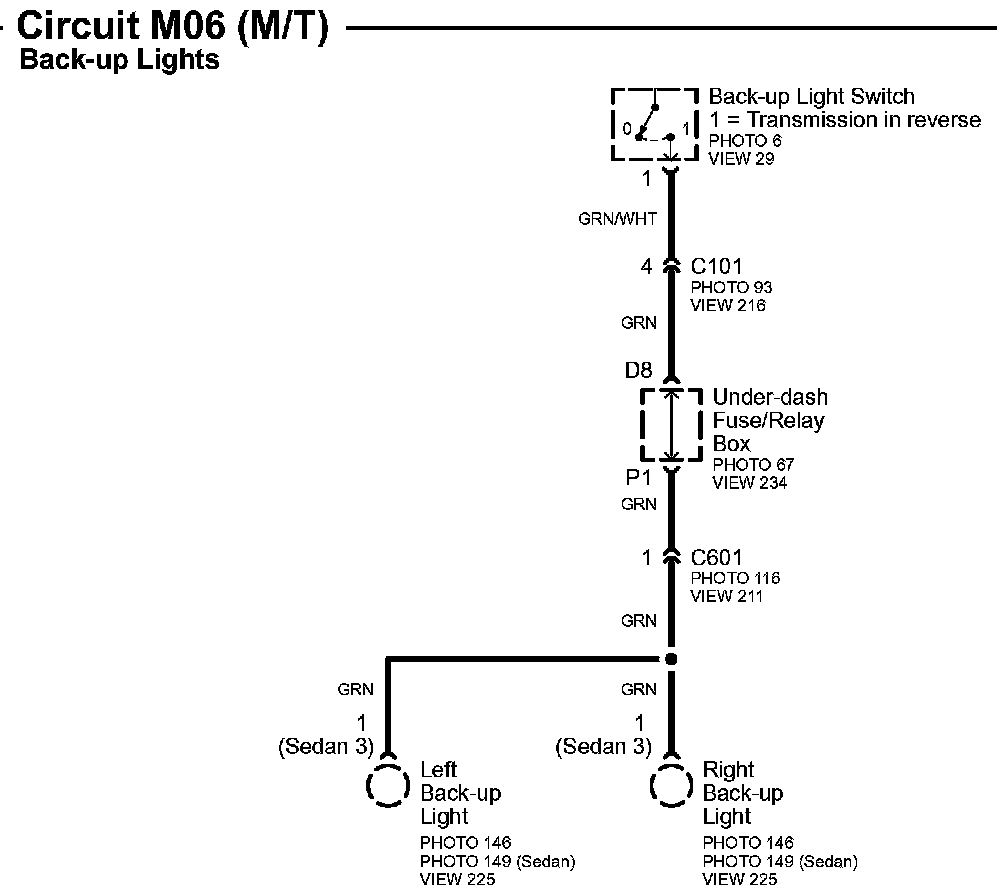 Circuit M06 (M/T)
Back-up Lights
Back-up Light Switch
0
1
1 = Transmission in reverse
PHOTO 6
VIEW 29
1
GRN/WHT
4
C101
PHOTO 93
VIEW 216
GRN
D8
Under-dash
Fuse/Relay
Box
PHOTO 67
VIEW 234
P1
GRN
1
C601
PHOTO 116
VIEW 211
GRN
GRN
GRN
1
(Sedan 3)
1
(Sedan 3)
Left
Back-up
Light
PHOTO 146
PHOTO 149 (Sedan)
VIEW 225
Right
Back-up
Light
PHOTO 146
PHOTO 149 (Sedan)
VIEW 225